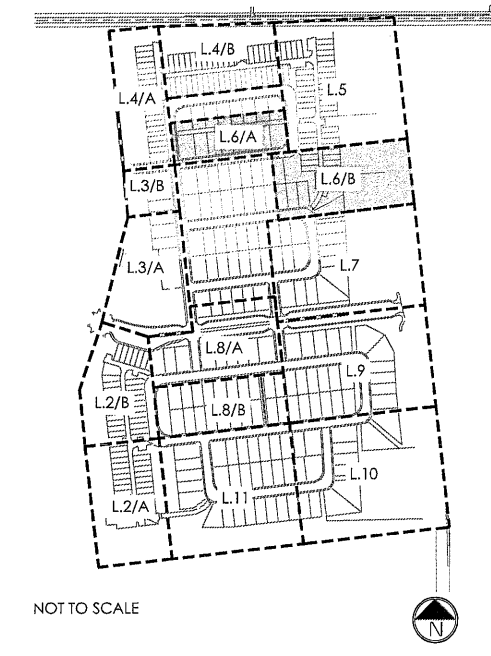 L.4/B
L.4/A
L.5
L.6/A
L.3/B
L.6/B
L.3/A
L.7
L.8/A
L.9
L.2/B
L.8/B
L.10
L.11
L.2/A
NOT TO SCALE
N